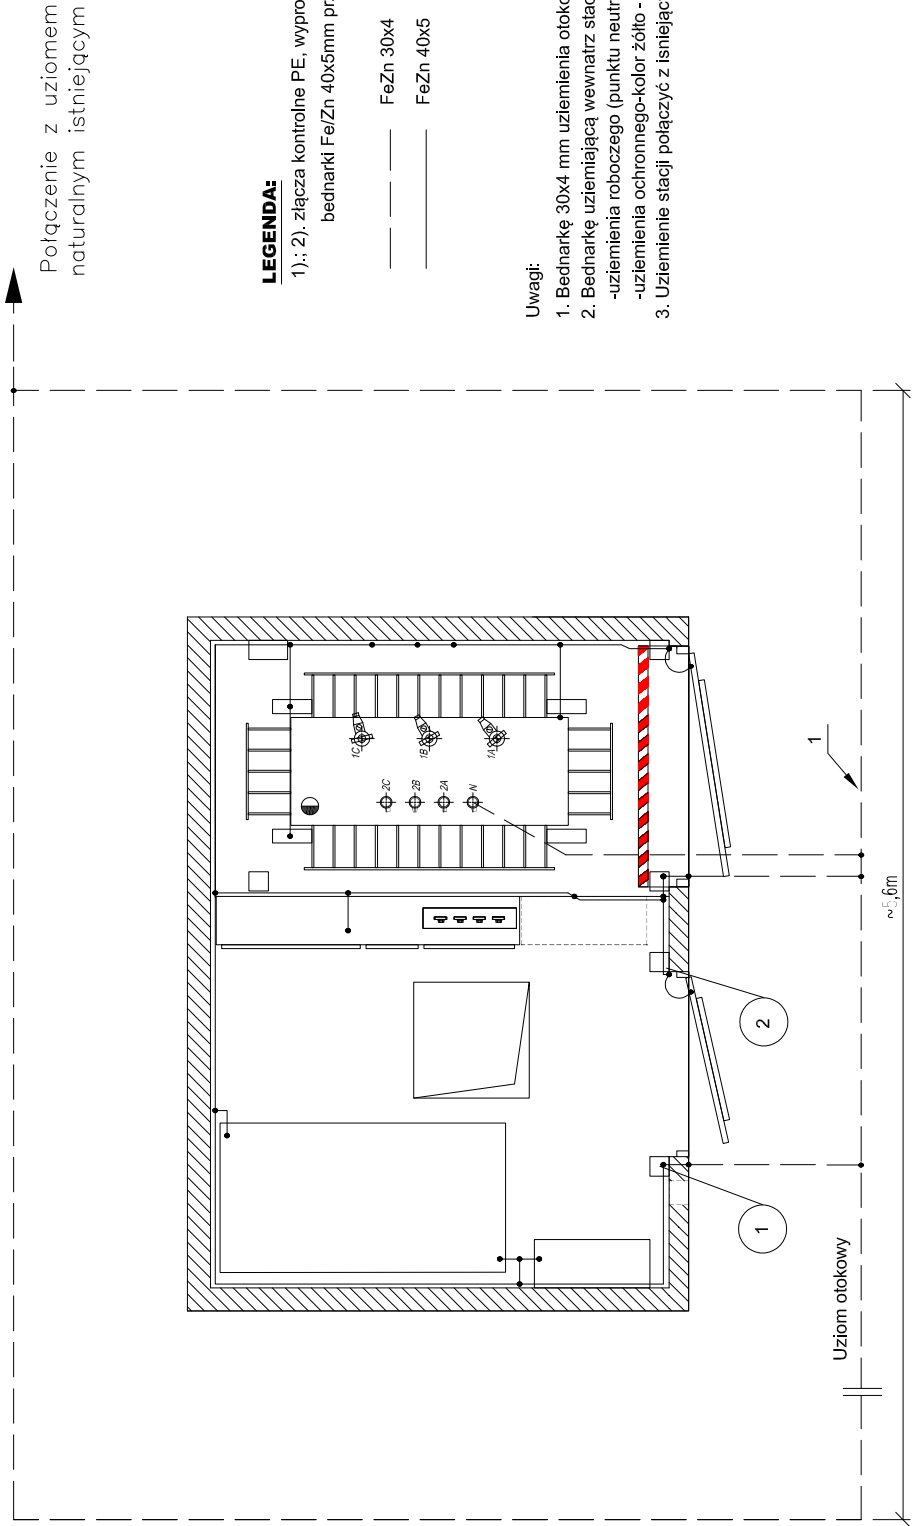 Połączenie z uziomem
naturalnym istniejącym
LEGENDA:
1).; 2). złącza kontrolne PE, wypro
bednarki Fe/Zn 40x5mm pr
FeZn 30x4
FeZn 40x5
Uwagi:
1. Bednarkę 30x4 mm uziemienia otoko
2. Bednarkę uziemiającą wewnatrz stac
-uziemienia roboczego (punktu neutr
-uziemienia ochronnego-kolor żółto -
3. Uziemienie stacji połączyć z isniejąc
1C
1B
1A
2C
2B
2A
N
1
~5,6m
2
1
Uziom otokowy